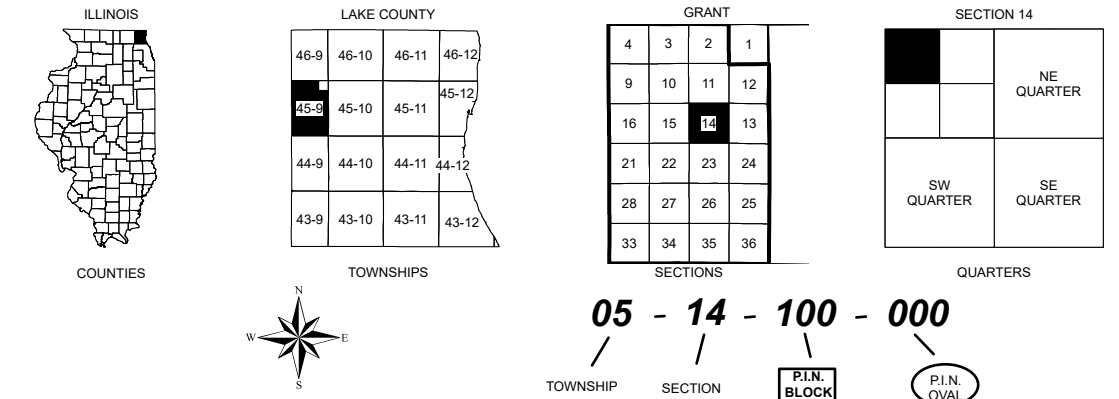 ILLINOIS
COUNTIES
LAKE COUNTY
46-9 46-10 46-11 46-12
45-9 45-10 45-11 45-12
44-9 44-10 44-11 44-12
43-9 43-10 43-11 43-12
TOWNSHIPS
GRANT
4 3 2 1
9 10 11 12
16 15 14 13
21 22 23 24
28 27 26 25
33 34 35 36
SECTIONS
SECTION 14
NE
QUARTER
SW
QUARTER
SE
QUARTER
QUARTERS
N
W E
S
05 - 14 - 100 - 000
TOWNSHIP
SECTION
P.I.N.
BLOCK
P.I.N.
OVAL